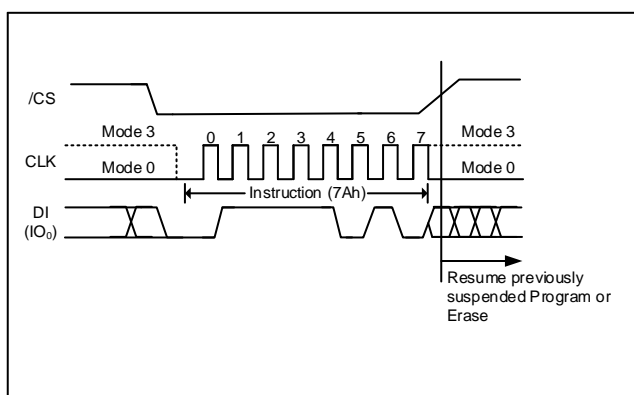 /CS
Mode 3
0 1 2 3 4 5 6 7
Mode 3
CLK
Mode 0
Mode 0
Instruction (7Ah)
DI
(IO₀)
Resume previously
suspended Program or
Erase